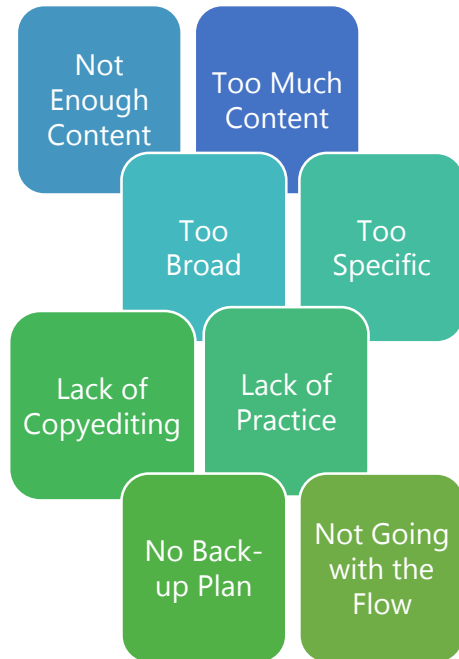 Not
Enough
Content
Too Much
Content
Too
Broad
Too
Specific
Lack of
Copyediting
Lack of
Practice
No Back-
up Plan
Not Going
with the
Flow